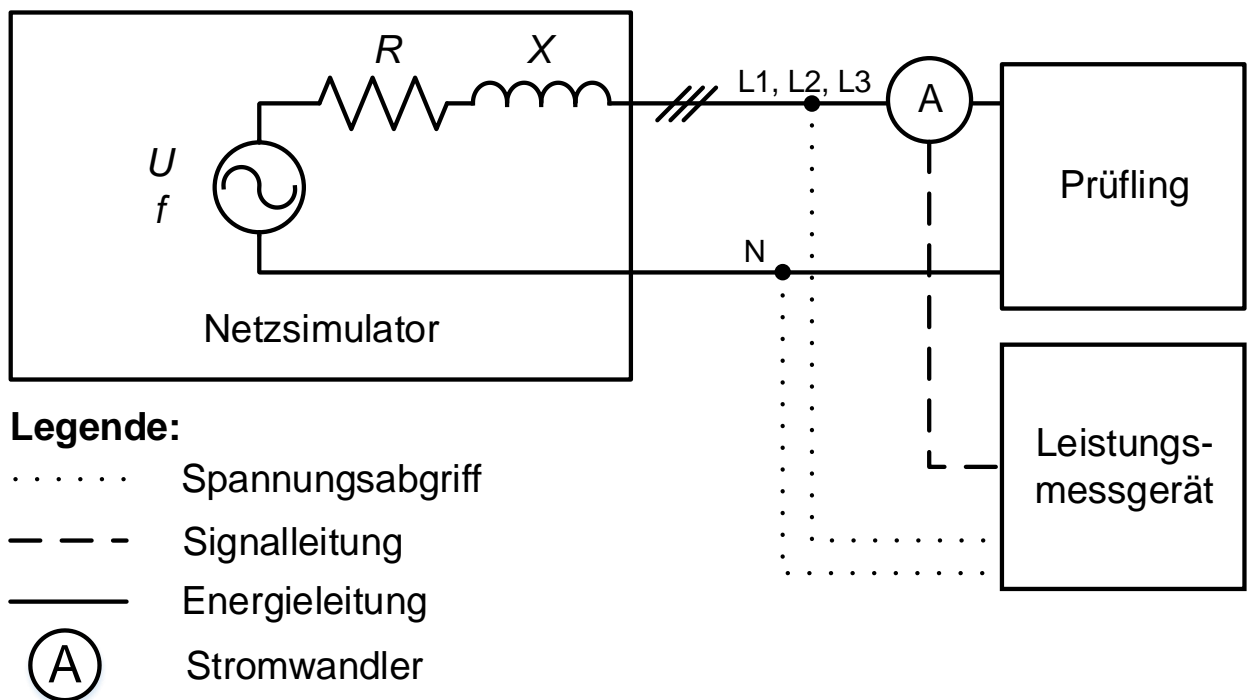 R
X
L1, L2, L3
A
U
f
Prüfling
N
Netzsimulator
Leistungs-
messgerät
Legende:
Spannungsabgriff
Signalleitung
Energieleitung
A
Stromwandler